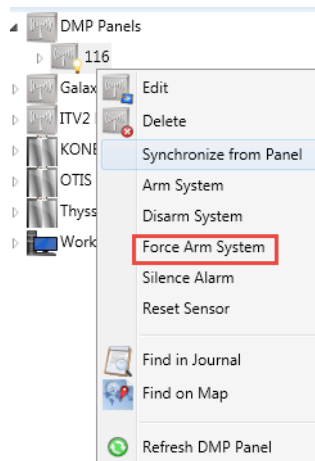 DMP Panels
116
Galax
Edit
ITV2
Delete
KONE
Synchronize from Panel
OTIS
Arm System
Thyss
Disarm System
Work
Force Arm System
Silence Alarm
Reset Sensor
Find in Journal
Find on Map
Refresh DMP Panel